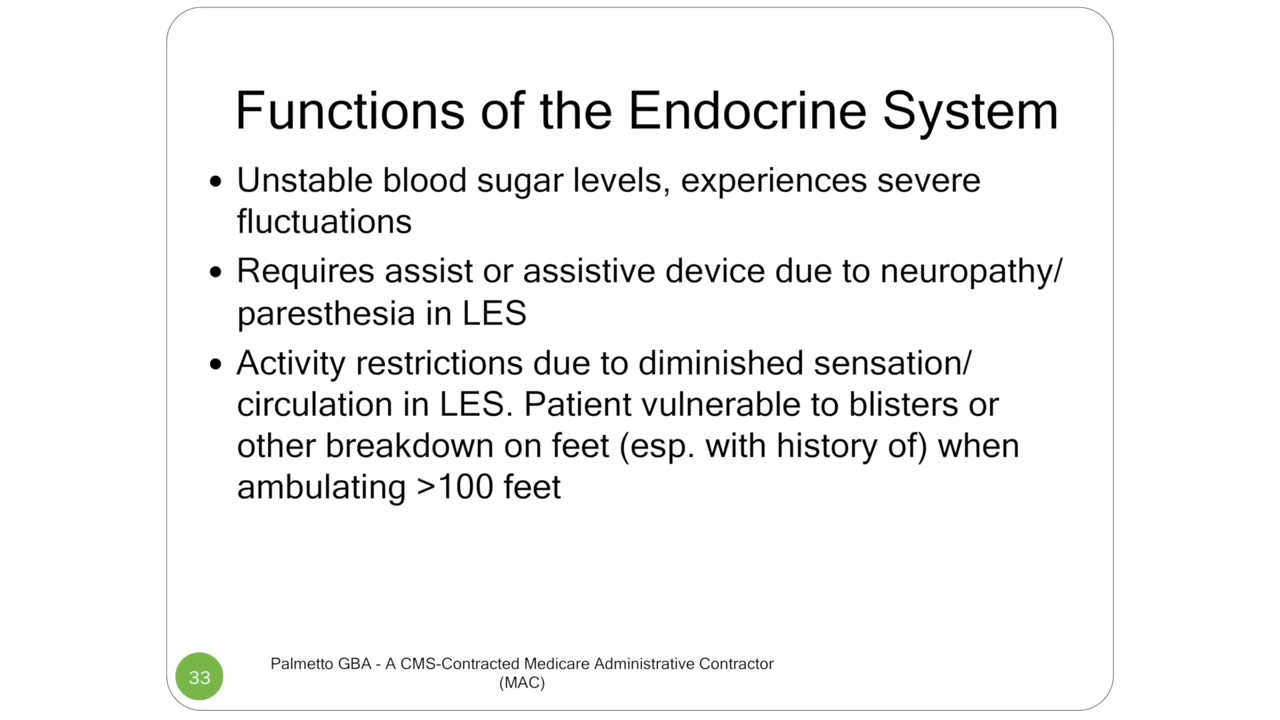 Functions of the Endocrine System
• Unstable blood sugar levels, experiences severe
fluctuations
• Requires assist or assistive device due to neuropathy/
paresthesia in LES
• Activity restrictions due to diminished sensation/
circulation in LES. Patient vulnerable to blisters or
other breakdown on feet (esp. with history of) when
ambulating >100 feet
33
Palmetto GBA - A CMS-Contracted Medicare Administrative Contractor
(MAC)